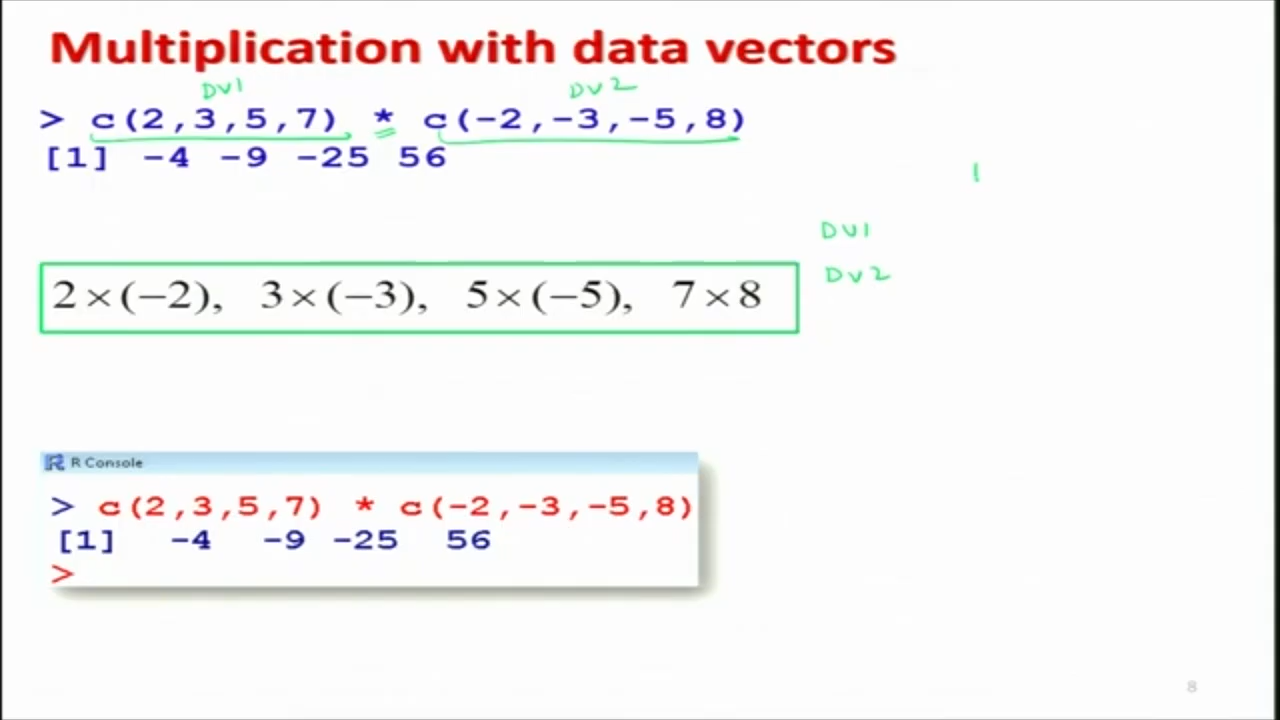 Multiplication with data vectors
DV1 DV2
> c(2,3,5,7) * c(-2,-3,-5,8)
[1] -4 -9 -25 56
1
DV1
DV2
2×(−2), 3×(−3), 5×(−5), 7×8
R Console
> c(2,3,5,7) * c(-2,-3,-5,8)
[1] -4 -9 -25 56
>
8